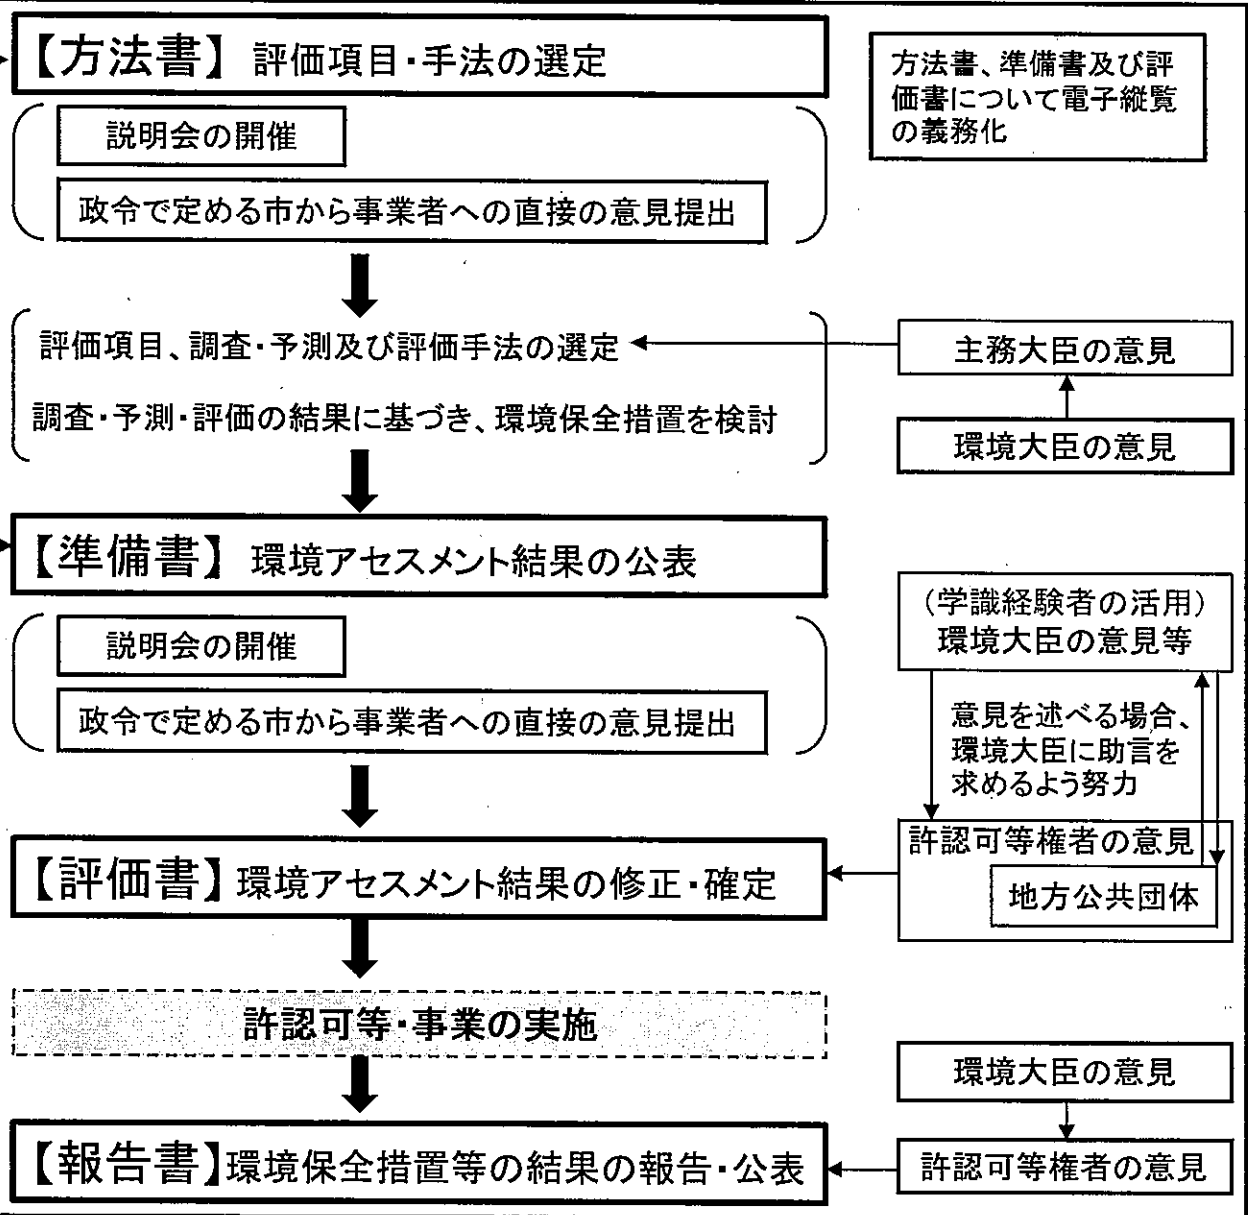 【方法書】 評価項目・手法の選定
方法書、準備書及び評
価書について電子縦覧
の義務化
説明会の開催
政令で定める市から事業者への直接の意見提出
評価項目、調査・予測及び評価手法の選定
主務大臣の意見
調査・予測・評価の結果に基づき、環境保全措置を検討
環境大臣の意見
【準備書】 環境アセスメント結果の公表
(学識経験者の活用)
環境大臣の意見等
説明会の開催
政令で定める市から事業者への直接の意見提出
意見を述べる場合、
環境大臣に助言を
求めるよう努力
許認可等権者の意見
【評価書】環境アセスメント結果の修正・確定
地方公共団体
許認可等・事業の実施
環境大臣の意見
【報告書】環境保全措置等の結果の報告・公表
許認可等権者の意見